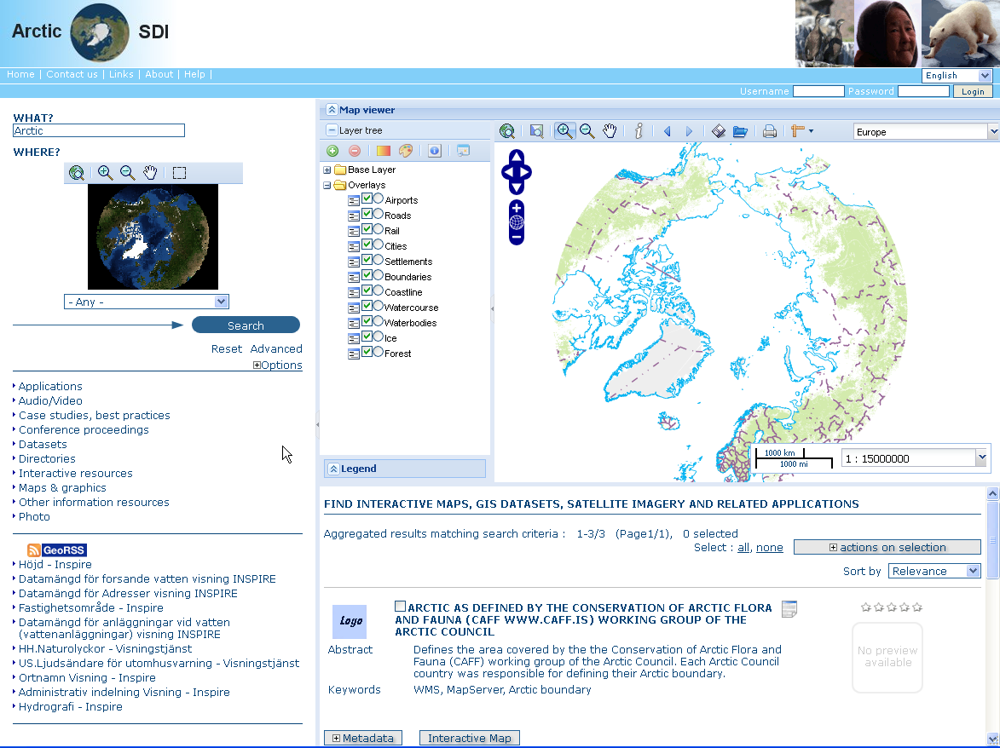 Arctic SDI
Home | Contact us | Links | About | Help |
English
Username Password Login
WHAT?
Arctic
WHERE?
- Any -
Search
Reset Advanced
Options
Applications
Audio/Video
Case studies, best practices
Conference proceedings
Datasets
Directories
Interactive resources
Maps & graphics
Other information resources
Photo
GeoRSS
Höjd - Inspire
Datamängd för forsande vatten visning INSPIRE
Datamängd för Adresser visning INSPIRE
Fastighetsområde - Inspire
Datamängd för anläggningar vid vatten
(vattenanläggningar) visning INSPIRE
HH.Naturolyckor - Visningstjänst
US.Ljudsändare för utomhusvarning - Visningstjänst
Ortnamn Visning - Inspire
Administrativ indelning Visning - Inspire
Hydrografi - Inspire
Map viewer
Layer tree
Base Layer
Overlays
Airports
Roads
Rail
Cities
Settlements
Boundaries
Coastline
Watercourse
Waterbodies
Ice
Forest
Legend
Europe
1000 km
1000 mi
1 : 15000000
FIND INTERACTIVE MAPS, GIS DATASETS, SATELLITE IMAGERY AND RELATED APPLICATIONS
Aggregated results matching search criteria : 1-3/3 (Page1/1), 0 selected
Select : all, none
actions on selection
Sort by Relevance
Logo
ARCTIC AS DEFINED BY THE CONSERVATION OF ARCTIC FLORA
AND FAUNA (CAFF WWW.CAFF.IS) WORKING GROUP OF THE
ARCTIC COUNCIL
Abstract
Defines the area covered by the the Conservation of Arctic Flora and
Fauna (CAFF) working group of the Arctic Council. Each Arctic Council
country was responsible for defining their Arctic boundary.
Keywords
WMS, MapServer, Arctic boundary
No preview
available
Metadata
Interactive Map